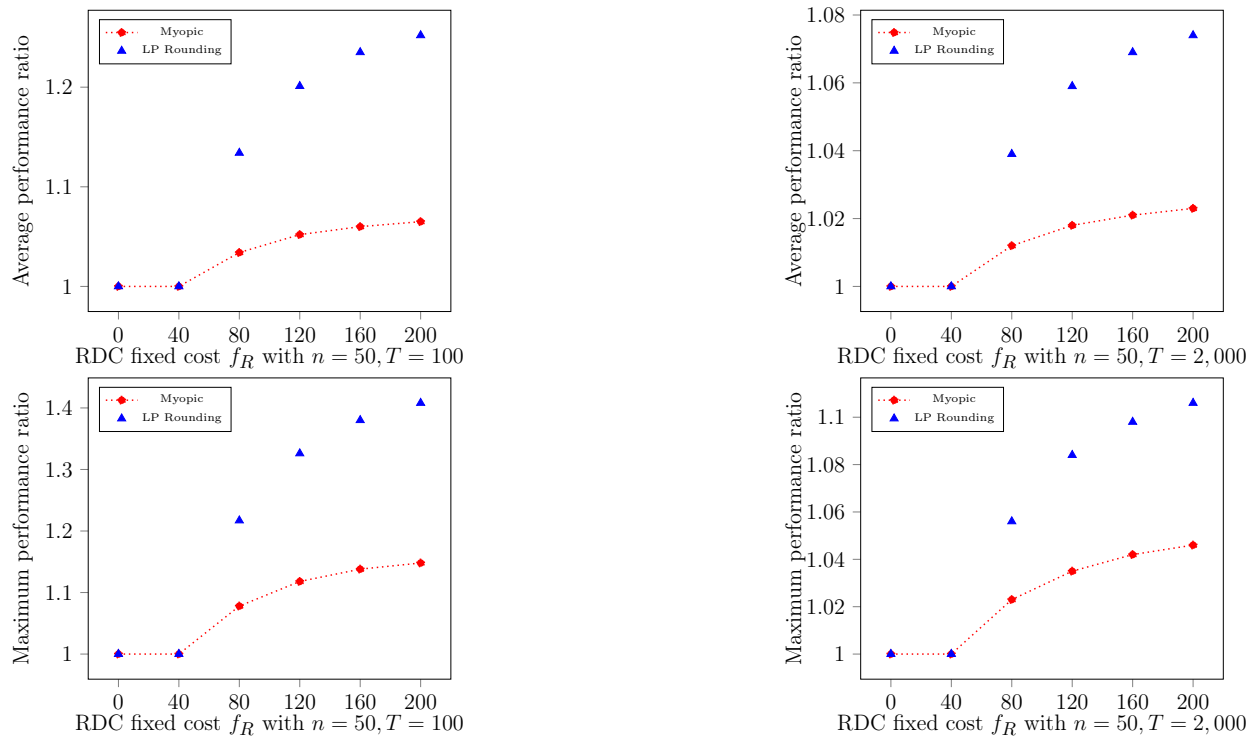 Myopic
LP Rounding
Average performance ratio
1.2
1.1
1
0 40 80 120 160 200
RDC fixed cost f_R with n = 50, T = 100
Myopic
LP Rounding
Average performance ratio
1.08
1.06
1.04
1.02
1
0 40 80 120 160 200
RDC fixed cost f_R with n = 50, T = 2,000
Myopic
LP Rounding
Maximum performance ratio
1.4
1.3
1.2
1.1
1
0 40 80 120 160 200
RDC fixed cost f_R with n = 50, T = 100
Myopic
LP Rounding
Maximum performance ratio
1.1
1.08
1.06
1.04
1.02
1
0 40 80 120 160 200
RDC fixed cost f_R with n = 50, T = 2,000